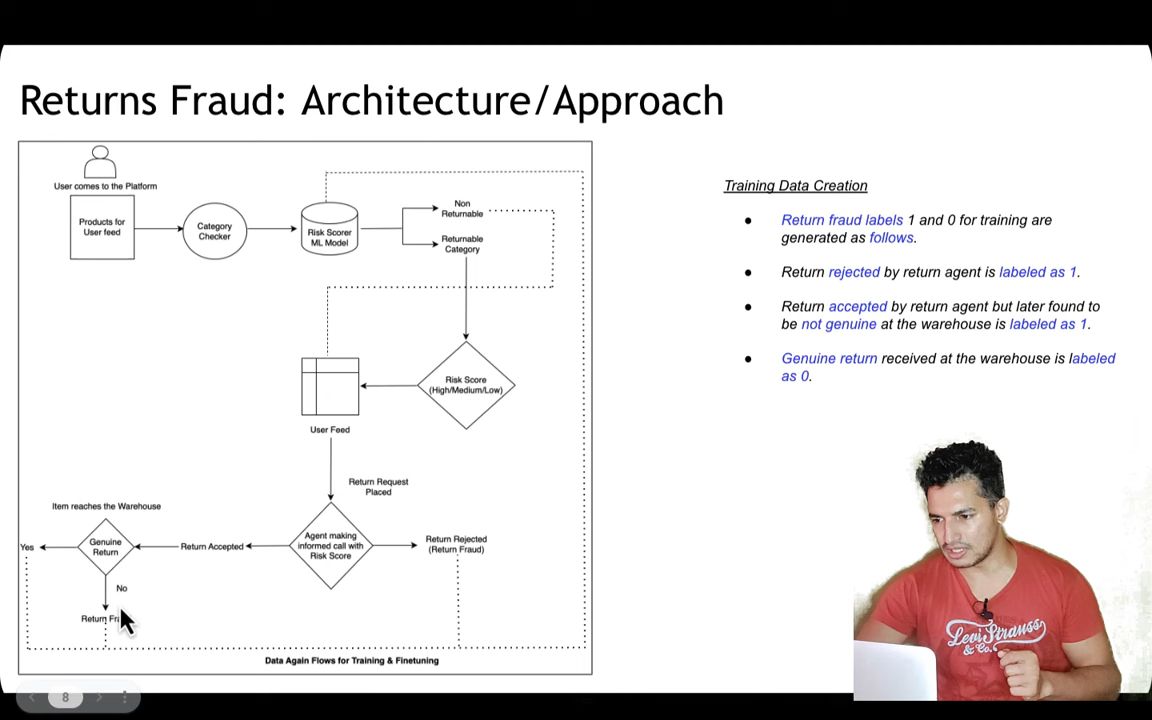 Returns Fraud: Architecture/Approach
User comes to the Platform
Products for
User feed
Category
Checker
Risk Scorer
ML Model
Non
Returnable
Returnable
Category
Risk Score
(High/Medium/Low)
User Feed
Return Request
Placed
Item reaches the Warehouse
Yes
Genuine
Return
Return Accepted
Agent making
informed call with
Risk Score
Return Rejected
(Return Fraud)
No
Return
Data Again Flows for Training & Finetuning
Training Data Creation
Return fraud labels 1 and 0 for training are
generated as follows.
Return rejected by return agent is labeled as 1.
Return accepted by return agent but later found to
be not genuine at the warehouse is labeled as 1.
Genuine return received at the warehouse is labeled
as 0.
Levi Strauss
& Co.
8